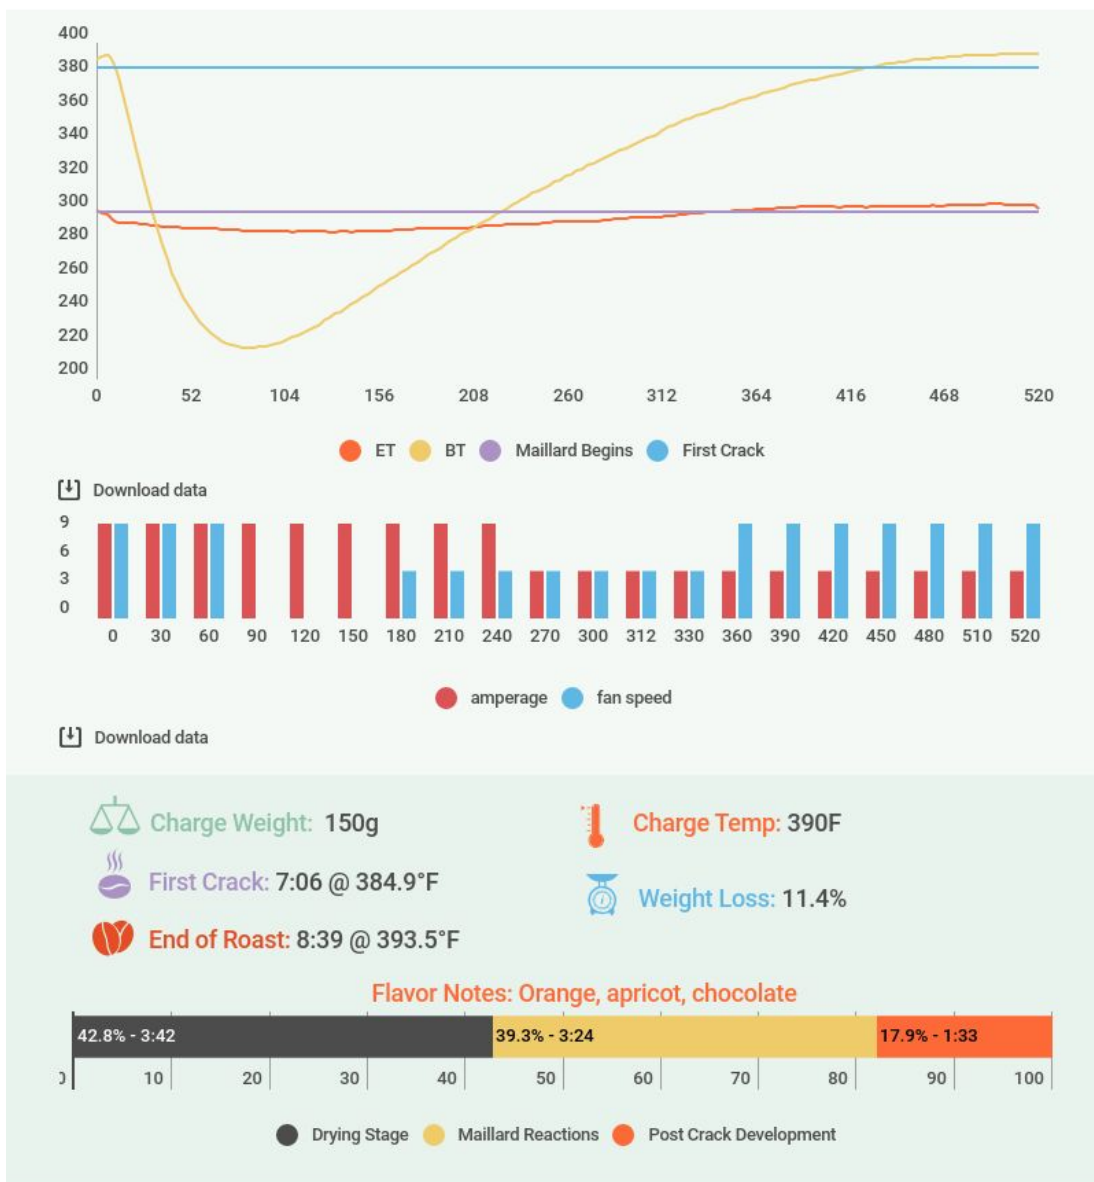 400
380
360
340
320
300
280
260
240
220
200
0 52 104 156 208 260 312 364 416 468 520
ET BT Maillard Begins First Crack
Download data
9
6
3
0
0 30 60 90 120 150 180 210 240 270 300 312 330 360 390 420 450 480 510 520
amperage fan speed
Download data
Charge Weight: 150g
Charge Temp: 390F
First Crack: 7:06 @ 384.9°F
Weight Loss: 11.4%
End of Roast: 8:39 @ 393.5°F
Flavor Notes: Orange, apricot, chocolate
42.8% - 3:42 39.3% - 3:24 17.9% - 1:33
0 10 20 30 40 50 60 70 80 90 100
Drying Stage Maillard Reactions Post Crack Development